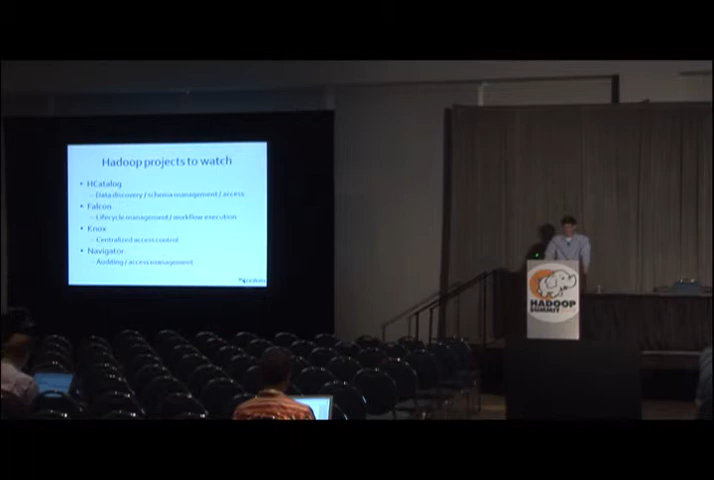 Hadoop projects to watch
• HCatalog
– Data discovery / schema management / access
• Falcon
– Lifecycle management / workflow execution
• Knox
– Centralized access control
• Navigator
– Auditing / access management
HADOOP
SUMMIT